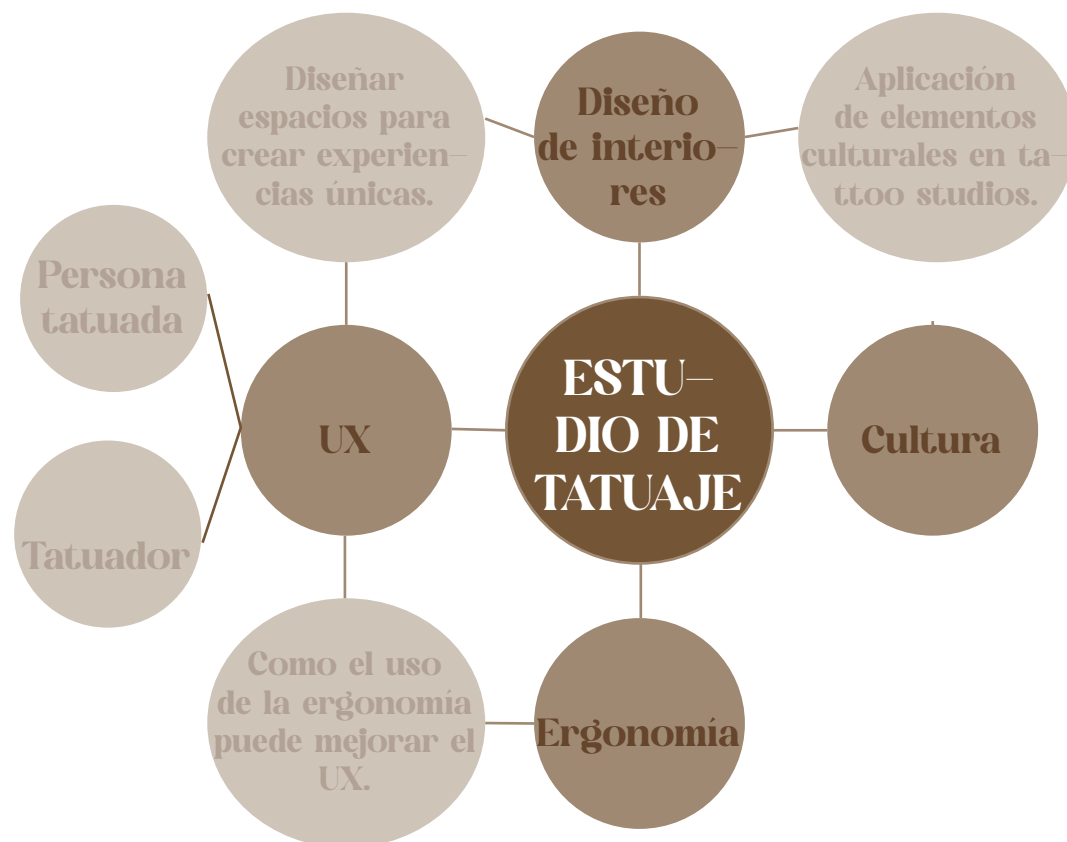 Diseñar
espacios para
crear experien-
cias únicas.
Diseño
de interio-
res
Aplicación
de elementos
culturales en ta-
ttoo studios.
Persona
tatuada
UX
ESTU-
DIO DE
TATUAJE
Cultura
Tatuador
Como el uso
de la ergonomía
puede mejorar el
UX.
Ergonomía